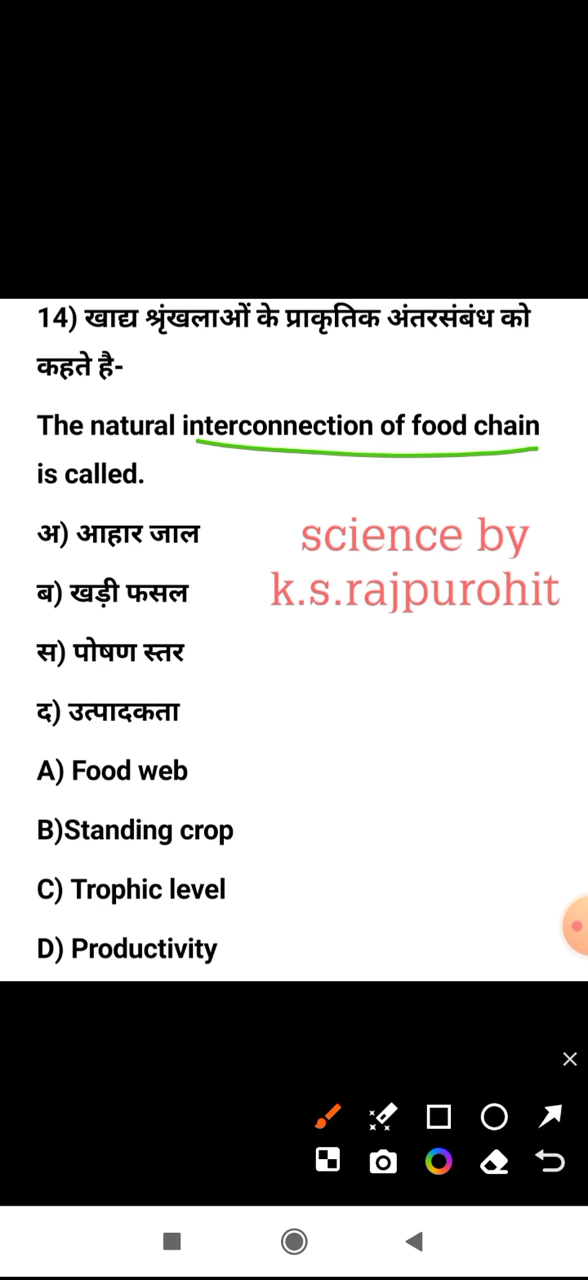 14) खाद्य श्रृंखलाओं के प्राकृतिक अंतरसंबंध को
कहते है-
The natural interconnection of food chain
is called.
अ) आहार जाल
science by
ब) खड़ी फसल
k.s.rajpurohit
स) पोषण स्तर
द) उत्पादकता
A) Food web
B)Standing crop
C) Trophic level
D) Productivity